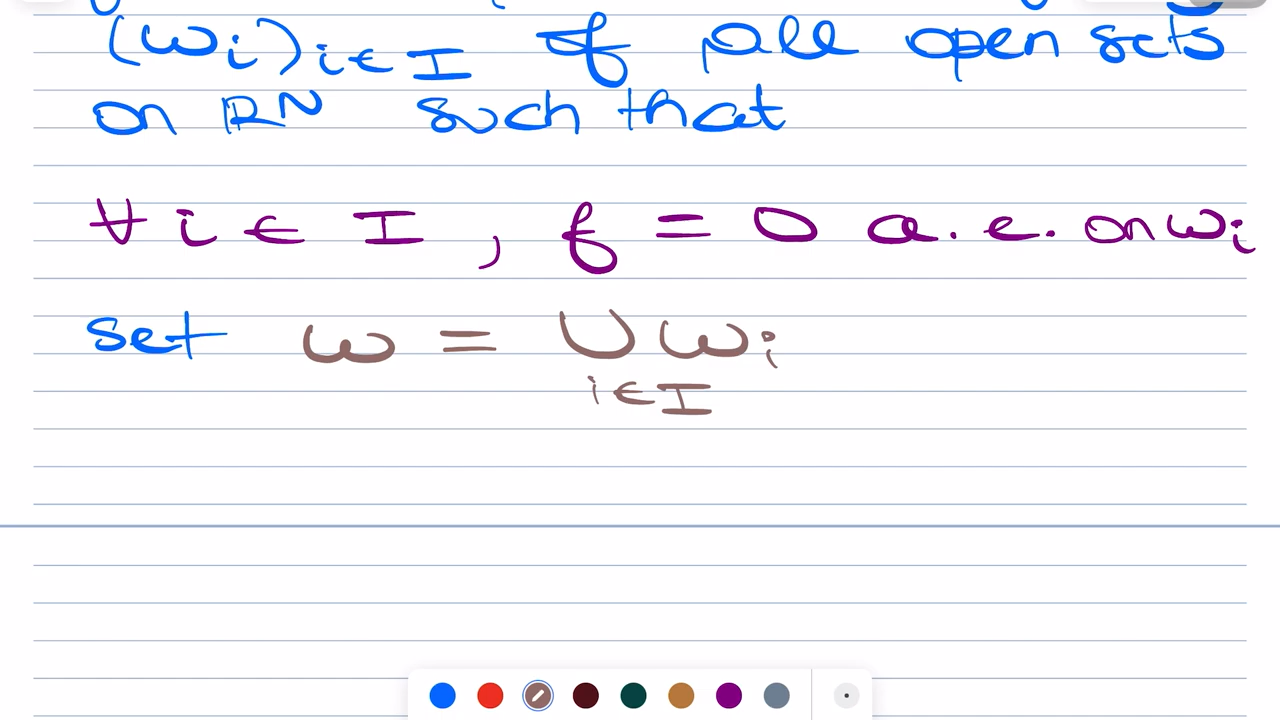 (ωi)i∈I of all open sets
on RN such that
∀ i ∈ I, f = 0 a.e. on ωi
set ω = ∪ ωi
i∈I